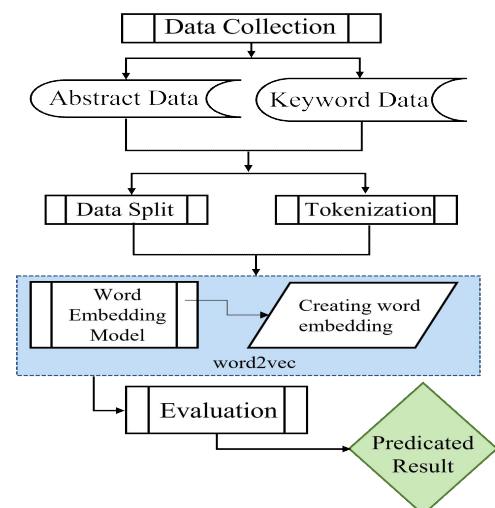 Data Collection
Abstract Data
Keyword Data
Data Split
Tokenization
Word
Embedding
Model
Creating word
embedding
word2vec
Evaluation
Predicated
Result